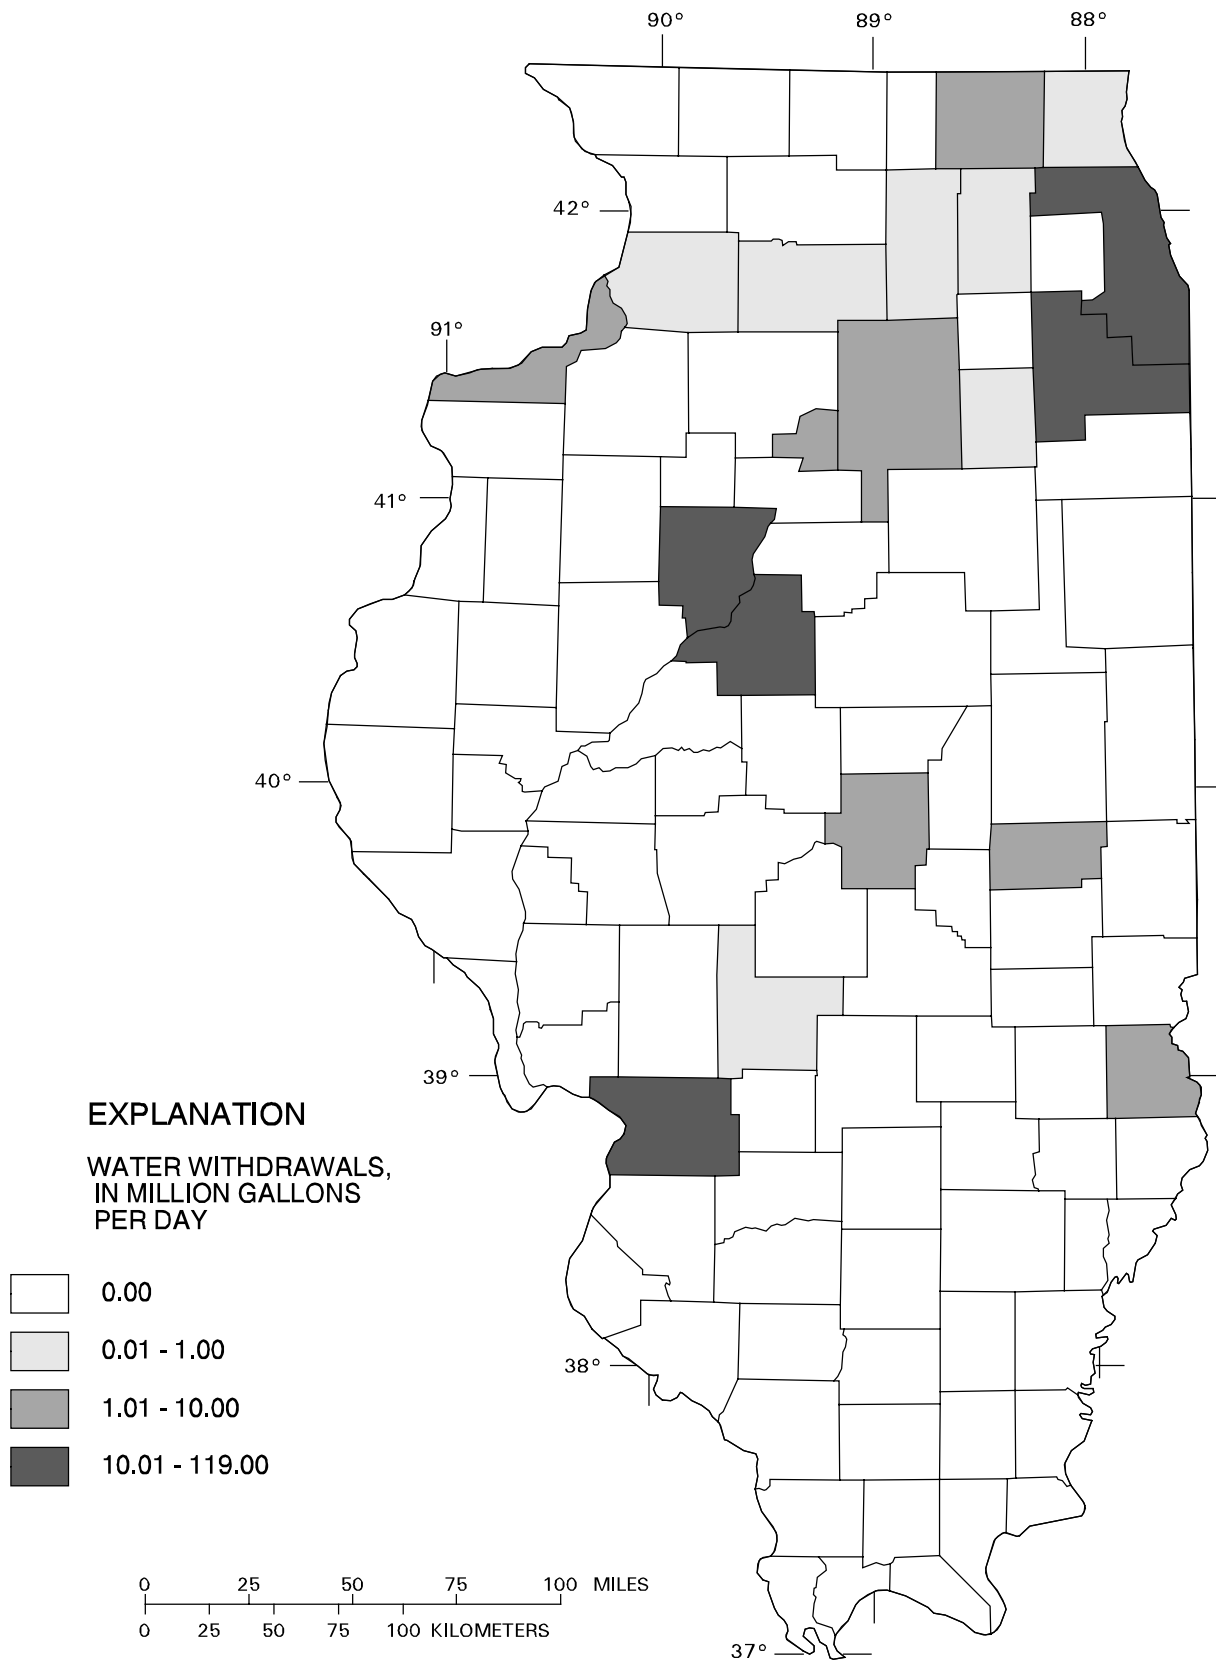 90°
89°
88°
42°
91°
41°
40°
39°
EXPLANATION
WATER WITHDRAWALS,
IN MILLION GALLONS
PER DAY
0.00
0.01 - 1.00
38°
1.01 - 10.00
10.01 - 119.00
0 25 50 75 100 MILES
0 25 50 75 100 KILOMETERS
37°